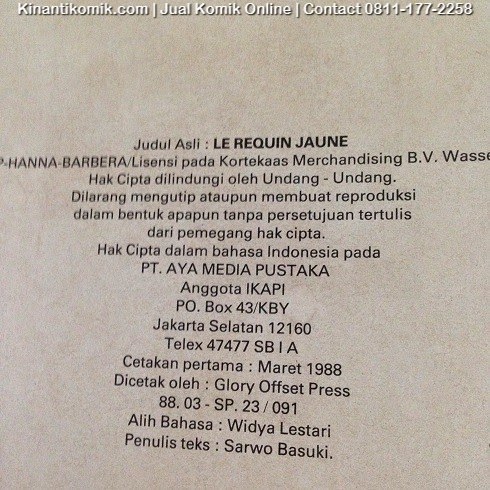 Kinantikomik.com | Jual Komik Online | Contact 0811-177-2258
Judul Asli : LE REQUIN JAUNE
P-HANNA-BARBERA/Lisensi pada Kortekaas Merchandising B.V. Wasse
Hak Cipta dilindungi oleh Undang - Undang.
Dilarang mengutip ataupun membuat reproduksi
dalam bentuk apapun tanpa persetujuan tertulis
dari pemegang hak cipta.
Hak Cipta dalam bahasa Indonesia pada
PT. AYA MEDIA PUSTAKA
Anggota IKAPI
PO. Box 43/KBY
Jakarta Selatan 12160
Telex 47477 SB I A
Cetakan pertama : Maret 1988
Dicetak oleh : Glory Offset Press
88. 03 - SP. 23 / 091
Alih Bahasa : Widya Lestari
Penulis teks : Sarwo Basuki.